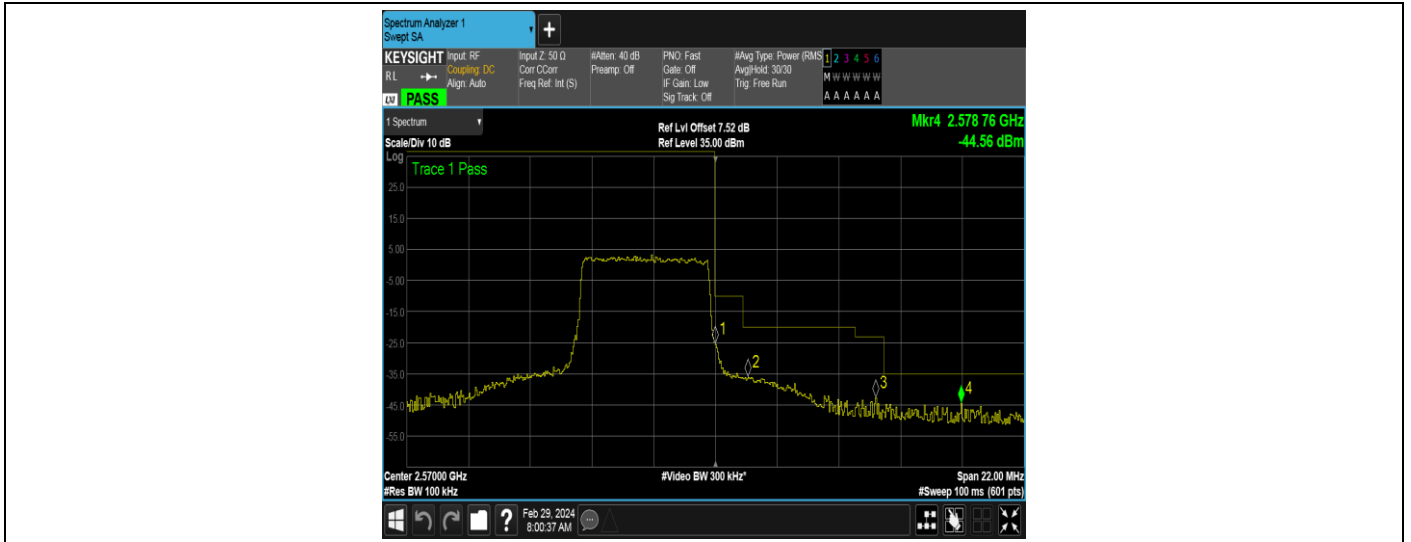 Spectrum Analyzer 1
Swept SA
+
KEYSIGHT Input: RF Input Z: 50 Ω #Atten: 40 dB PNO: Fast #Avg Type: Power (RMS 1 2 3 4 5 6
RL Coupling: DC Corr CCorr Preamp: Off Gate: Off Avg|Hold: 30/30 M W W W W W
Align: Auto Freq Ref: Int (S) IF Gain: Low Trig: Free Run
LXI PASS Sig Track: Off A A A A A A
1 Spectrum Ref Lvl Offset 7.52 dB Mkr4 2.578 76 GHz
Scale/Div 10 dB Ref Level 35.00 dBm -44.56 dBm
Log
Trace 1 Pass
25.0
15.0
5.00
-5.00
-15.0
1
-25.0
2
-35.0
3
4
-45.0
-55.0
Center 2.57000 GHz #Video BW 300 kHz* Span 22.00 MHz
#Res BW 100 kHz #Sweep 100 ms (601 pts)
? Feb 29, 2024
8:00:37 AM